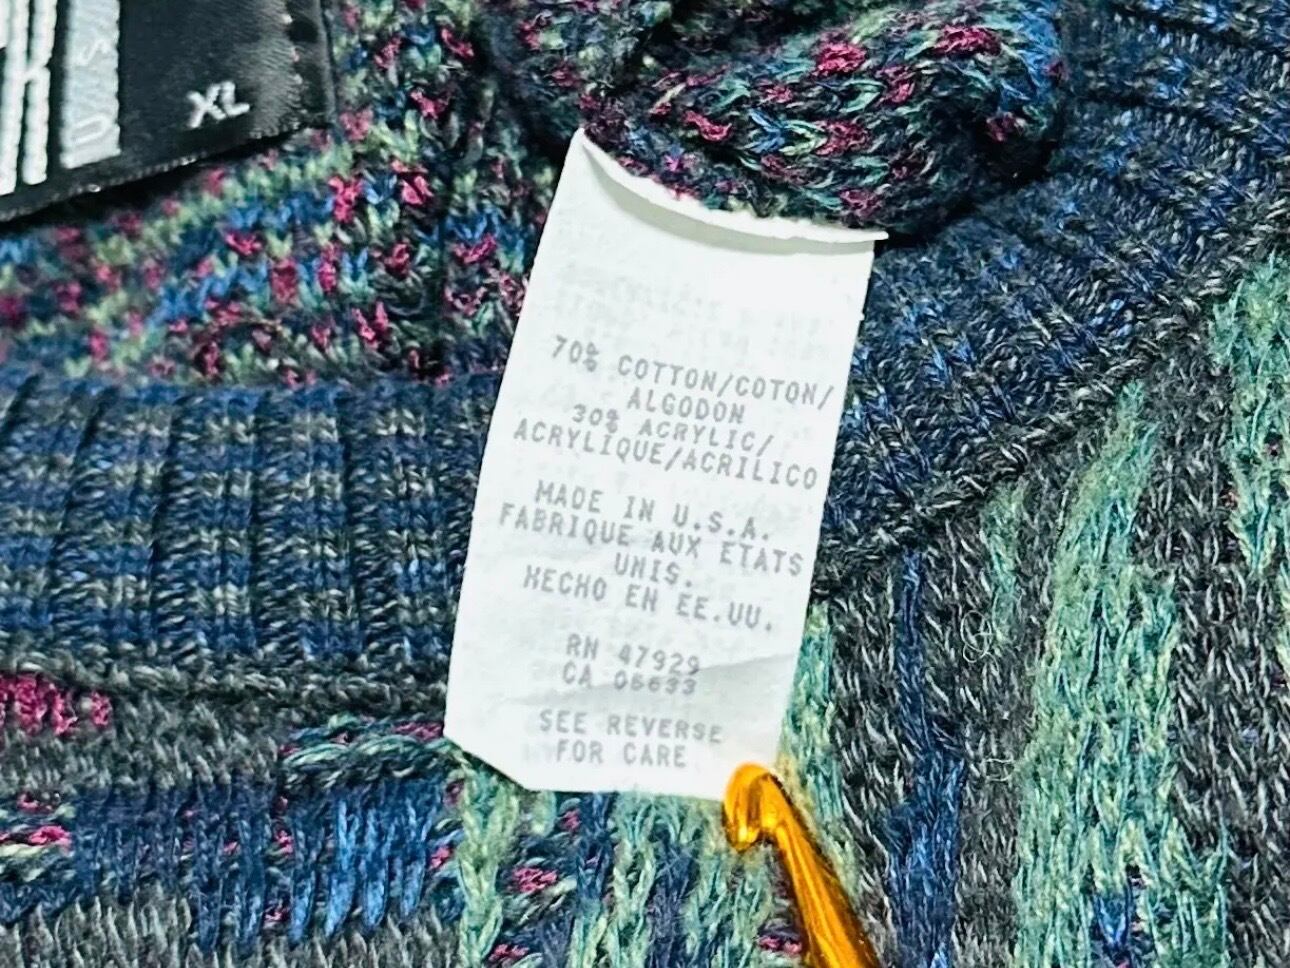 XL
70% COTTON/COTON/
ALGODON
30% ACRYLIC/
ACRYLIQUE/ACRILICO
MADE IN U.S.A.
FABRIQUE AUX ETATS
UNIS.
HECHO EN EE.UU.
RN 47929
CA 06633
SEE REVERSE
FOR CARE